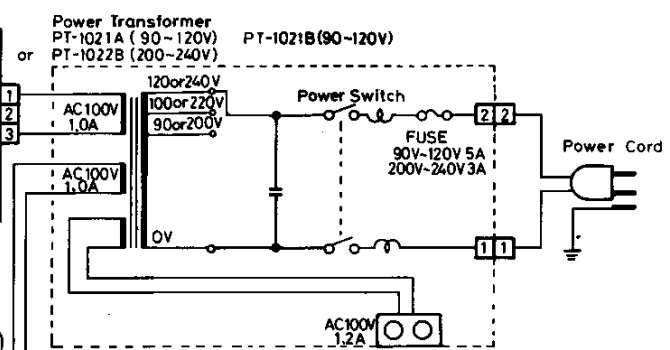 Power Transformer
PT-1021A (90~120V) PT-1021B(90~120V)
or PT-1022B (200~240V)
120or240V
100or220V
90or200V
0V
AC100V
1.0A
AC100V
1.0A
1
2
3
Power Switch
FUSE
90V~120V 5A
200V~240V 3A
2 2
1 1
Power Cord
AC100V
1.2A